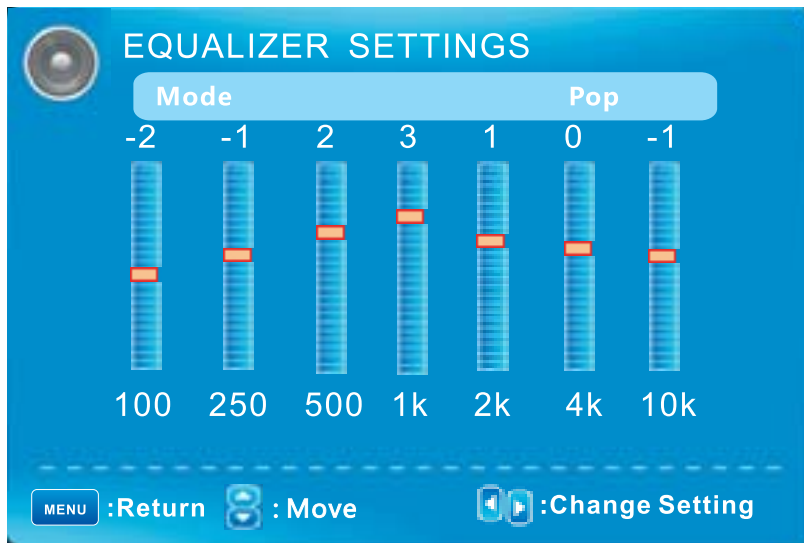 EQUALIZER SETTINGS
Mode Pop
-2 -1 2 3 1 0 -1
100 250 500 1k 2k 4k 10k
MENU :Return : Move :Change Setting